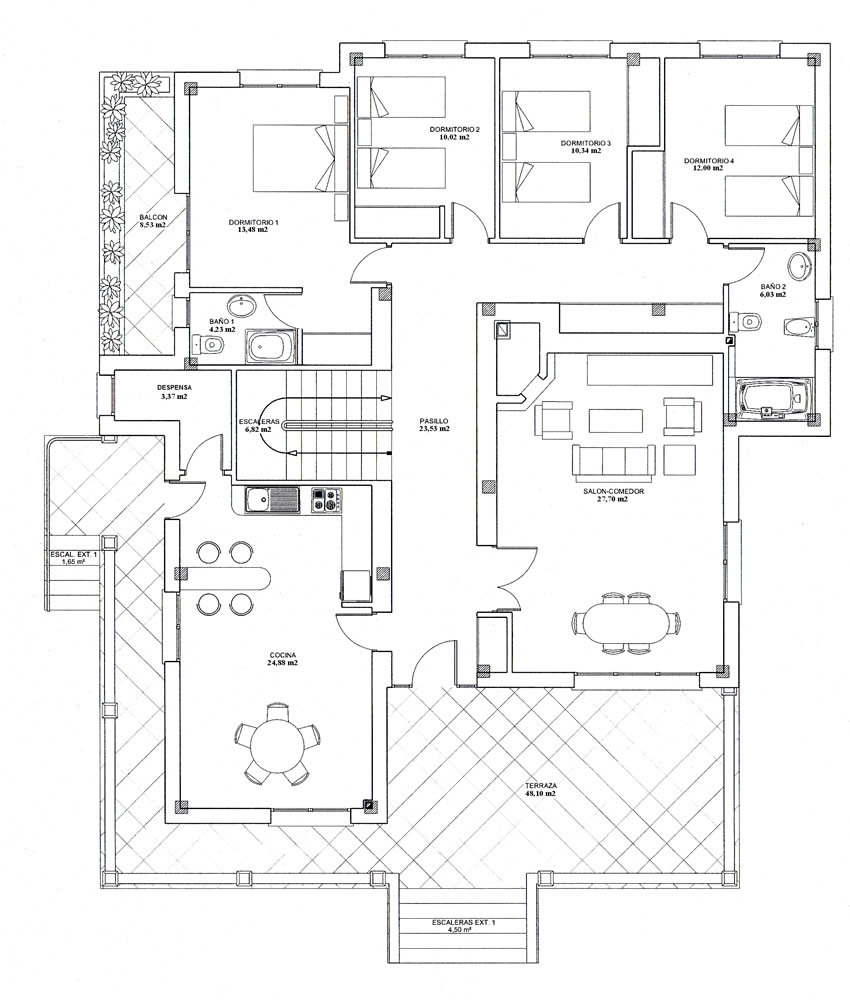 DORMITORIO 2
10,02 m2
DORMITORIO 3
10,34 m2
DORMITORIO 4
12,00 m2
BALCON
8,53 m2
DORMITORIO 1
13,48 m2
BAÑO 2
6,03 m2
BAÑO 1
4,23 m2
DESPENSA
3,37 m2
ESCALERAS
6,82 m2
PASILLO
23,53 m2
SALON-COMEDOR
27,70 m2
ESCAL. EXT. 1
1,65 m²
COCINA
24,88 m2
TERRAZA
48,10 m2
ESCALERAS EXT. 1
4,50 m²